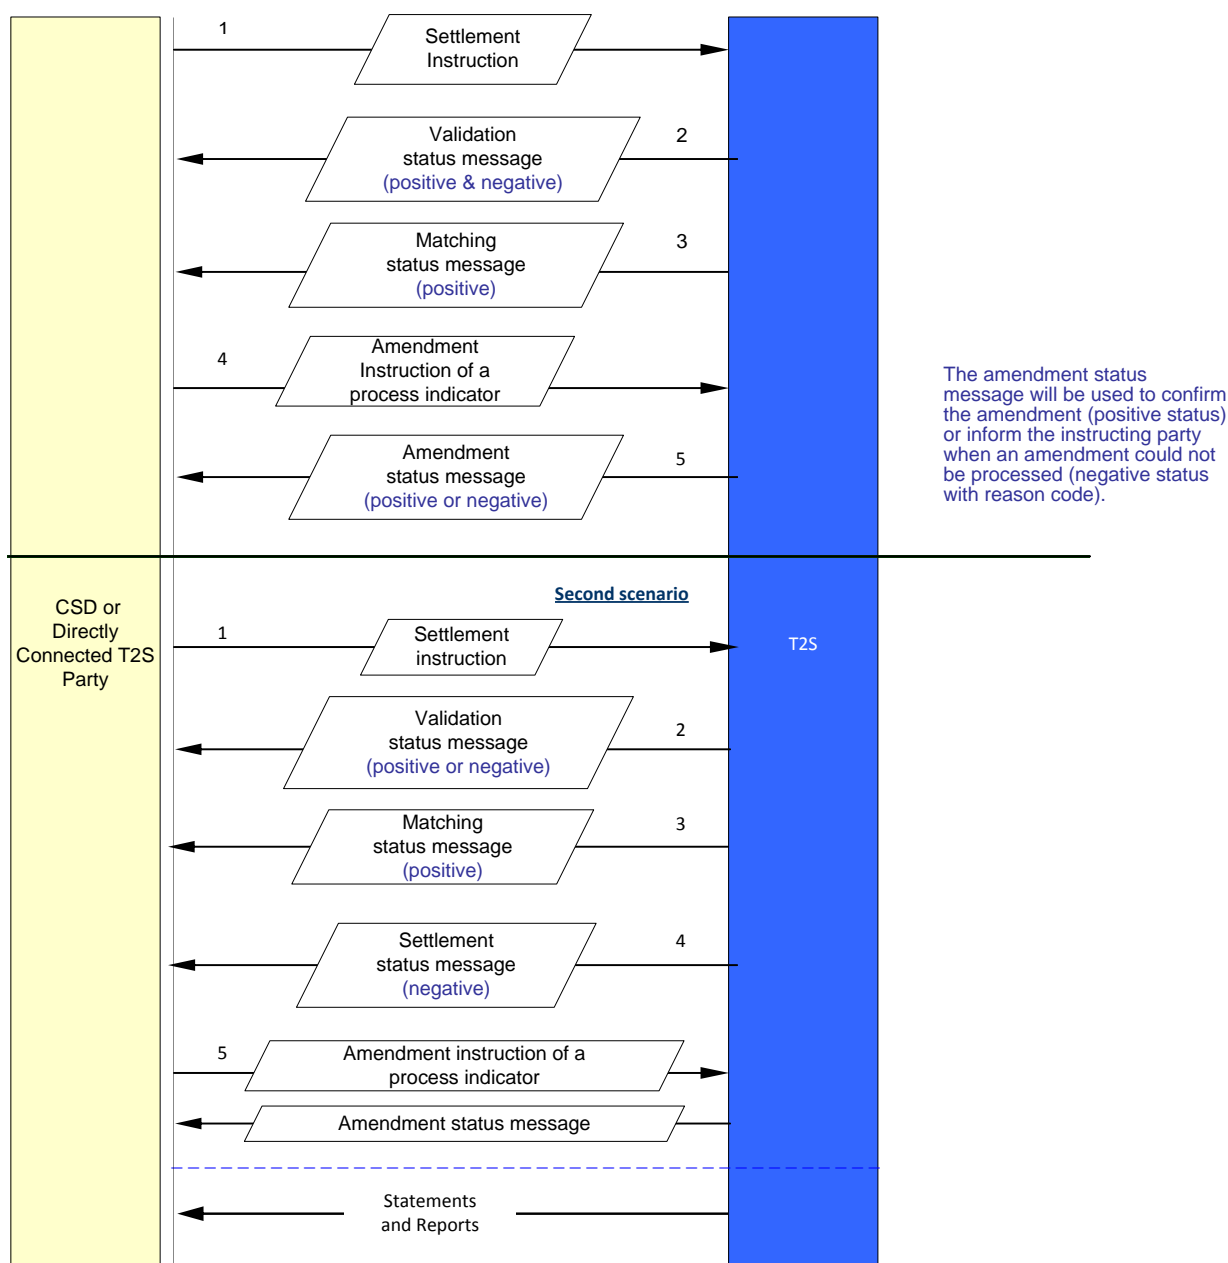 1
Settlement
Instruction
2
Validation
status message
(positive & negative)
3
Matching
status message
(positive)
4
Amendment
Instruction of a
process indicator
5
Amendment
status message
(positive or negative)
The amendment status
message will be used to confirm
the amendment (positive status)
or inform the instructing party
when an amendment could not
be processed (negative status
with reason code).
Second scenario
CSD or
Directly
Connected T2S
Party
T2S
1
Settlement
instruction
2
Validation
status message
(positive or negative)
3
Matching
status message
(positive)
4
Settlement
status message
(negative)
5
Amendment instruction of a
process indicator
Amendment status message
Statements
and Reports